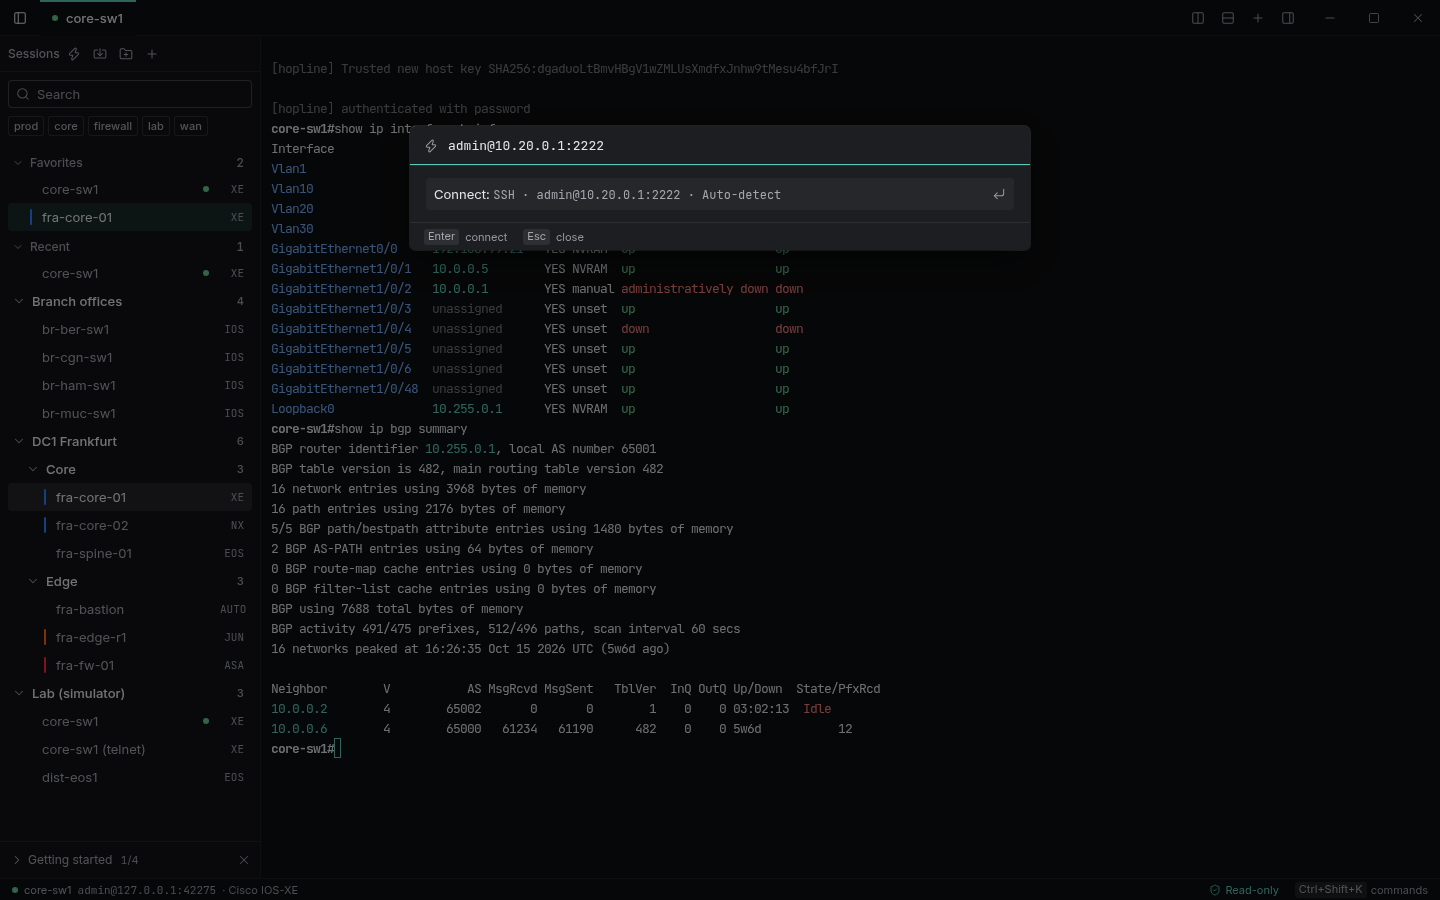 core-sw1
Sessions
Search
prod core firewall lab wan
Favorites 2
core-sw1 XE
fra-core-01 XE
Recent 1
core-sw1 XE
Branch offices 4
br-ber-sw1 IOS
br-cgn-sw1 IOS
br-ham-sw1 IOS
br-muc-sw1 IOS
DC1 Frankfurt 6
Core 3
fra-core-01 XE
fra-core-02 NX
fra-spine-01 EOS
Edge 3
fra-bastion AUTO
fra-edge-r1 JUN
fra-fw-01 ASA
Lab (simulator) 3
core-sw1 XE
core-sw1 (telnet) XE
dist-eos1 EOS
Getting started 1/4
[hopline] Trusted new host key SHA256:dgaduoLtBmvHBgV1wZMLUsXmdfxJnhw9tMesu4bfJrI
[hopline] authenticated with password
core-sw1#show ip
Interface
Vlan1
Vlan10
Vlan20
Vlan30
admin@10.20.0.1:2222
Connect: SSH · admin@10.20.0.1:2222 · Auto-detect
Enter connect Esc close
GigabitEthernet0/0 YES NVRAM up up
GigabitEthernet1/0/1 10.0.0.5 YES NVRAM up up
GigabitEthernet1/0/2 10.0.0.1 YES manual administratively down down
GigabitEthernet1/0/3 unassigned YES unset up up
GigabitEthernet1/0/4 unassigned YES unset down down
GigabitEthernet1/0/5 unassigned YES unset up up
GigabitEthernet1/0/6 unassigned YES unset up up
GigabitEthernet1/0/48 unassigned YES unset up up
Loopback0 10.255.0.1 YES NVRAM up up
core-sw1#show ip bgp summary
BGP router identifier 10.255.0.1, local AS number 65001
BGP table version is 482, main routing table version 482
16 network entries using 3968 bytes of memory
16 path entries using 2176 bytes of memory
5/5 BGP path/bestpath attribute entries using 1480 bytes of memory
2 BGP AS-PATH entries using 64 bytes of memory
0 BGP route-map cache entries using 0 bytes of memory
0 BGP filter-list cache entries using 0 bytes of memory
BGP using 7688 total bytes of memory
BGP activity 491/475 prefixes, 512/496 paths, scan interval 60 secs
16 networks peaked at 16:26:35 Oct 15 2026 UTC (5w6d ago)
Neighbor V AS MsgRcvd MsgSent TblVer InQ OutQ Up/Down State/PfxRcd
10.0.0.2 4 65002 0 0 1 0 0 03:02:13 Idle
10.0.0.6 4 65000 61234 61190 482 0 0 5w6d 12
core-sw1#
core-sw1 admin@127.0.0.1:42275 · Cisco IOS-XE
Read-only Ctrl+Shift+K commands